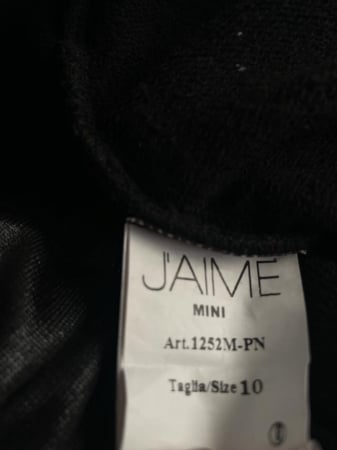 J'AIME
MINI
Art.1252M-PN
Taglia/Size 10